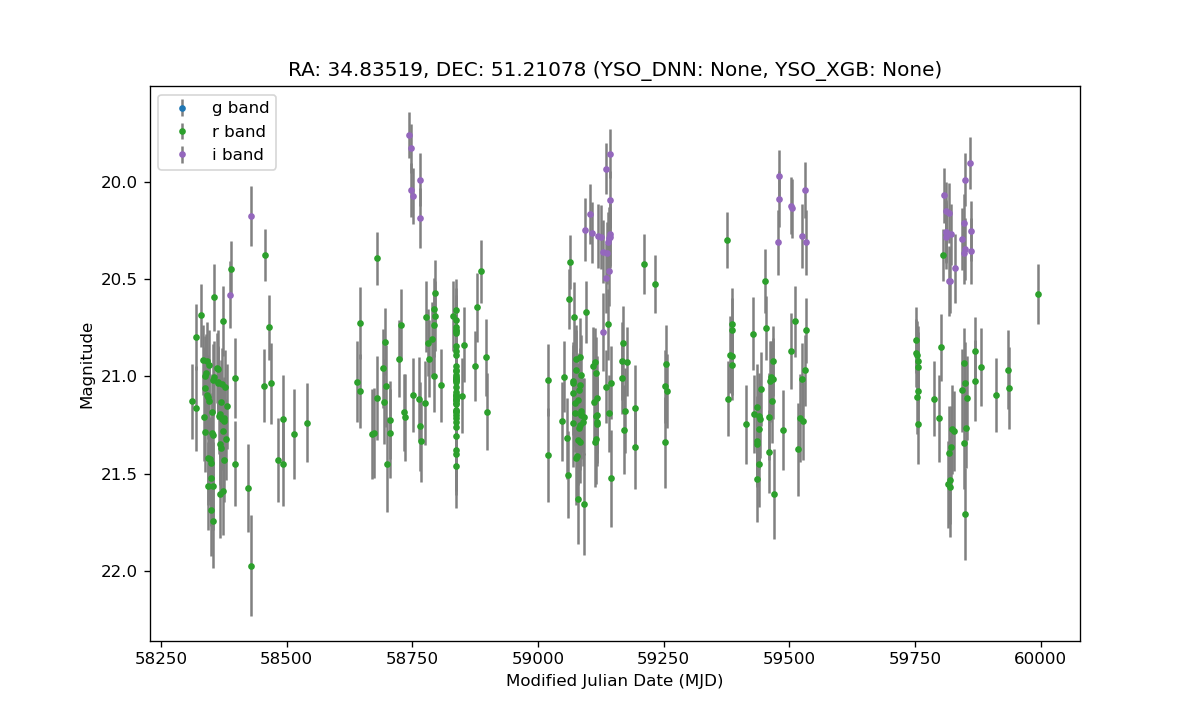 RA: 34.83519, DEC: 51.21078 (YSO_DNN: None, YSO_XGB: None)
g band
r band
i band
20.0
20.5
21.0
21.5
22.0
Magnitude
58250 58500 58750 59000 59250 59500 59750 60000
Modified Julian Date (MJD)